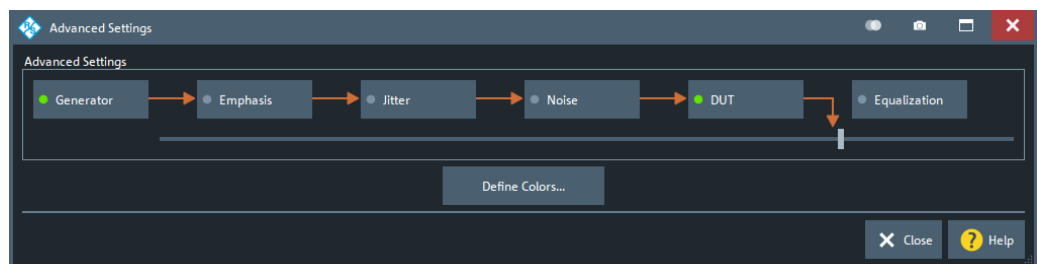 Advanced Settings
Advanced Settings
Generator
Emphasis
Jitter
Noise
DUT
Equalization
Define Colors...
Close
Help